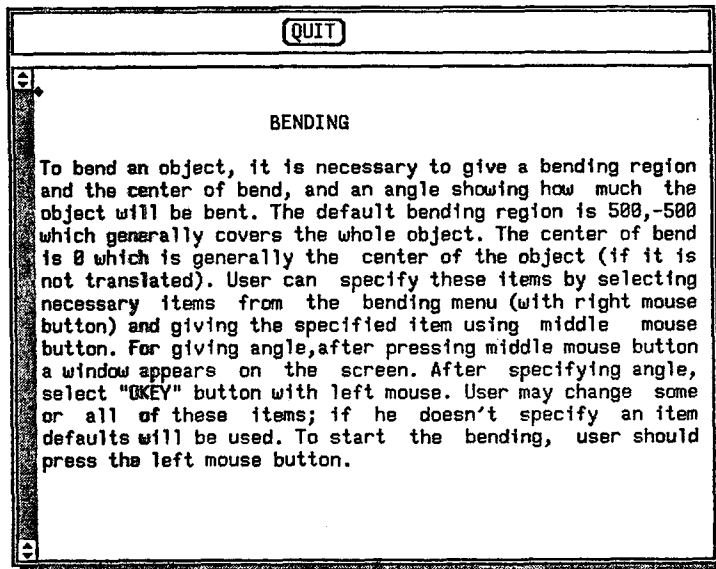 QUIT
BENDING
To bend an object, it is necessary to give a bending region
and the center of bend, and an angle showing how much the
object will be bent. The default bending region is 500,-500
which generally covers the whole object. The center of bend
is 0 which is generally the center of the object (if it is
not translated). User can specify these items by selecting
necessary items from the bending menu (with right mouse
button) and giving the specified item using middle mouse
button. For giving angle,after pressing middle mouse button
a window appears on the screen. After specifying angle,
select "OKEY" button with left mouse. User may change some
or all of these items; if he doesn't specify an item
defaults will be used. To start the bending, user should
press the left mouse button.